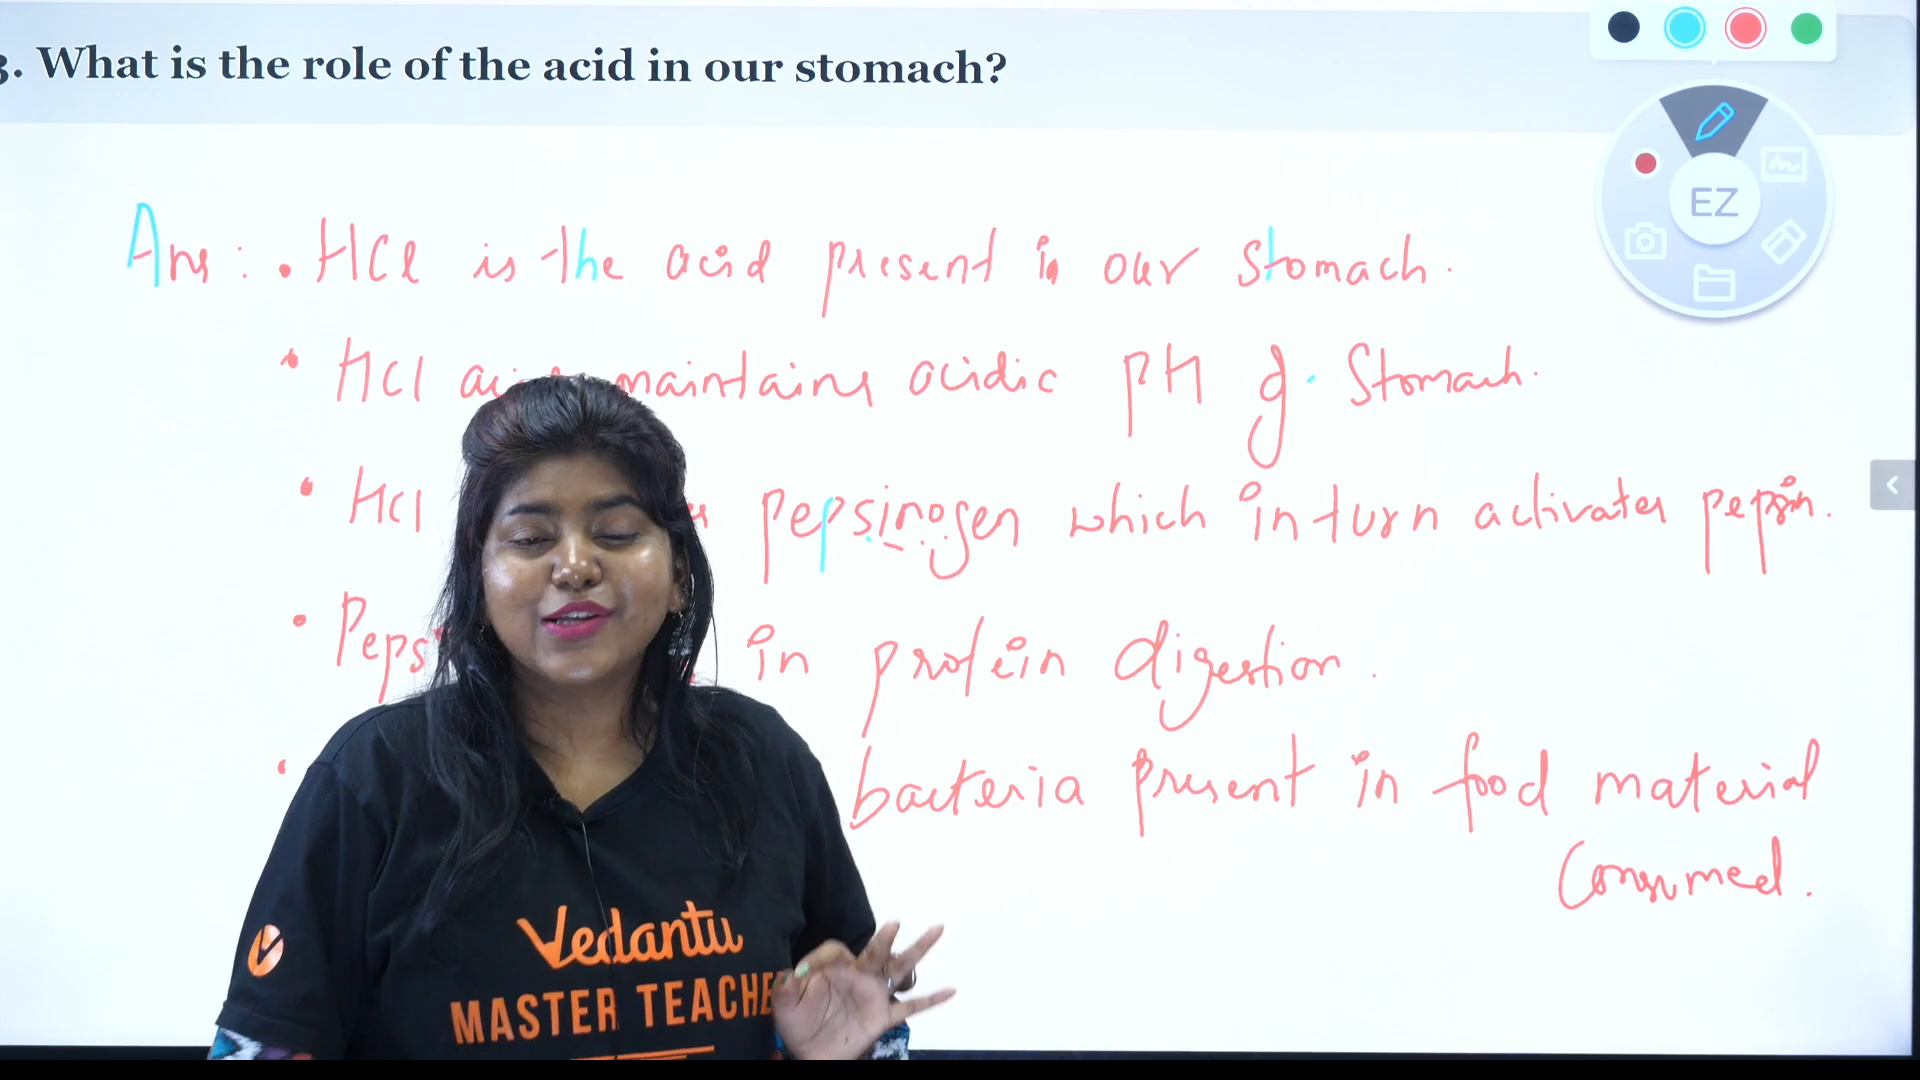 3. What is the role of the acid in our stomach?
EZ
Ans: • HCl is the acid present in our stomach.
• HCl maintains acidic pH of stomach.
• HCl pepsinogen which in turn activates pepsin.
• in protein digestion.
• bacteria present in food material
consumed.
Vedantu
MASTER